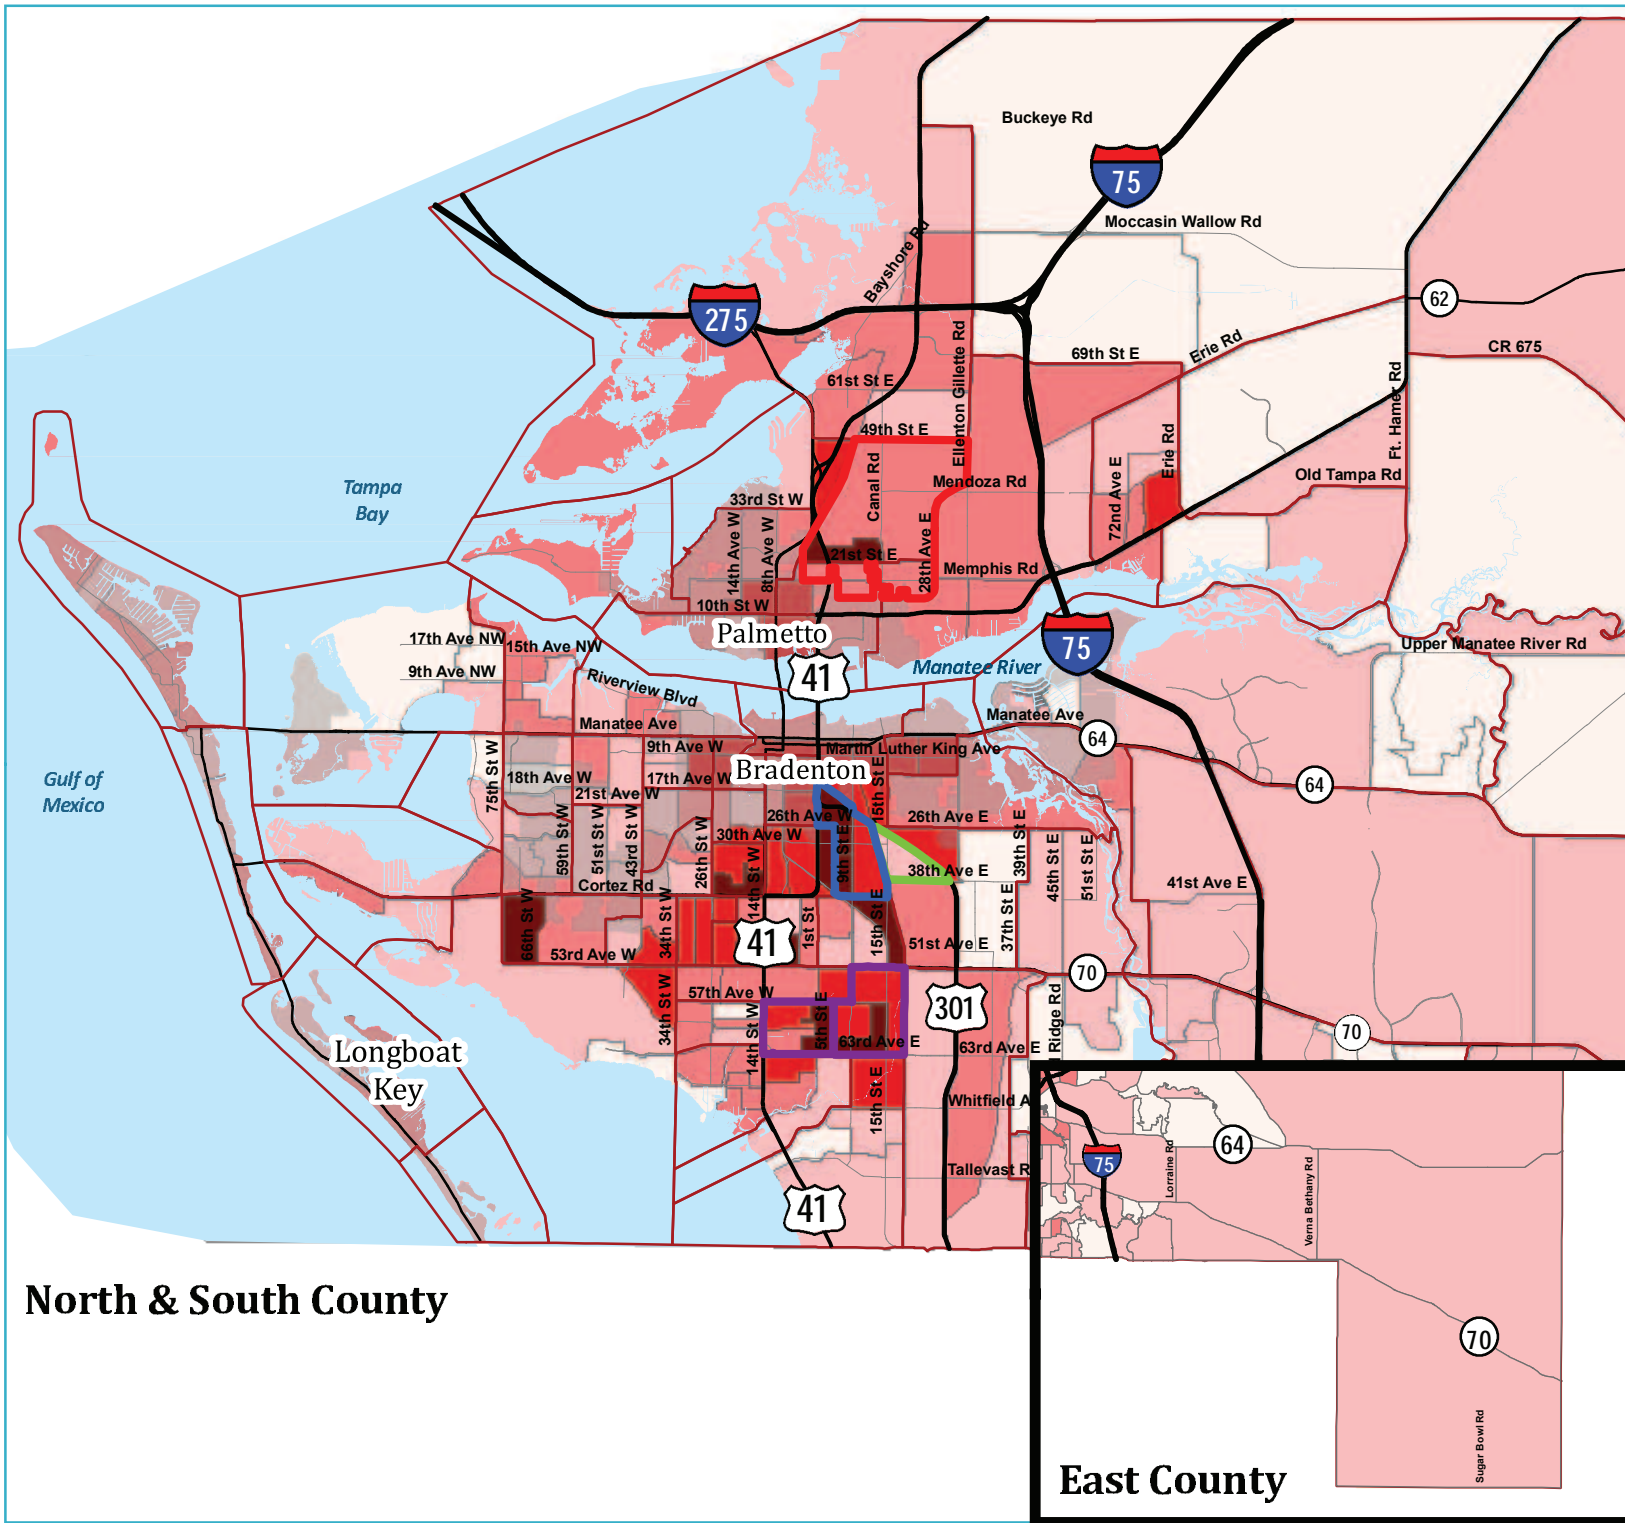 Buckeye Rd
75
Moccasin Wallow Rd
Bayshore Rd
62
275
Ellenton Gillette Rd
69th St E
Erie Rd
CR 675
61st St E
Ft. Hamer Rd
49th St E
Erie Rd
Canal Rd
72nd Ave E
Old Tampa Rd
Mendoza Rd
Tampa
Bay
33rd St W
14th Ave W
8th Ave W
28th Ave E
21st St E
Memphis Rd
10th St W
Palmetto
75
17th Ave NW
15th Ave NW
Upper Manatee River Rd
9th Ave NW
Manatee River
41
Riverview Blvd
Manatee Ave
Manatee Ave
64
9th Ave W
Martin Luther King Ave
Gulf of
Mexico
75th St W
18th Ave W
17th Ave W
Bradenton
15th St E
64
21st Ave W
26th Ave W
26th Ave E
30th Ave W
59th St W
51st St W
43rd St W
26th St W
14th St W
9th St E
39th St E
45th St E
51st St E
38th Ave E
41st Ave E
Cortez Rd
66th St W
34th St W
41
1st St
15th St E
37th St E
51st Ave E
53rd Ave W
70
57th Ave W
34th St W
14th St W
5th St E
301
Ridge Rd
70
63rd Ave E
63rd Ave E
Longboat
Key
15th St E
Whitfield A
Tallevast R
41
64
75
Lorraine Rd
Verna Bethany Rd
70
Sugar Bowl Rd
North & South County
East County